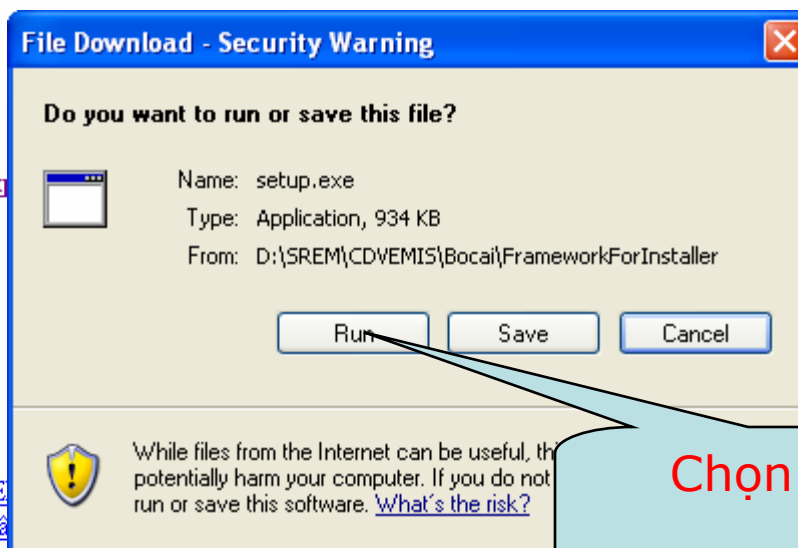 File Download - Security Warning
Do you want to run or save this file?
Name: setup.exe
Type: Application, 934 KB
From: D:\SREM\CDVEMIS\Bocai\FrameworkForInstaller
Run Save Cancel
While files from the Internet can be useful,
potentially harm your computer. If you do not
run or save this software. What's the risk?
Chọn